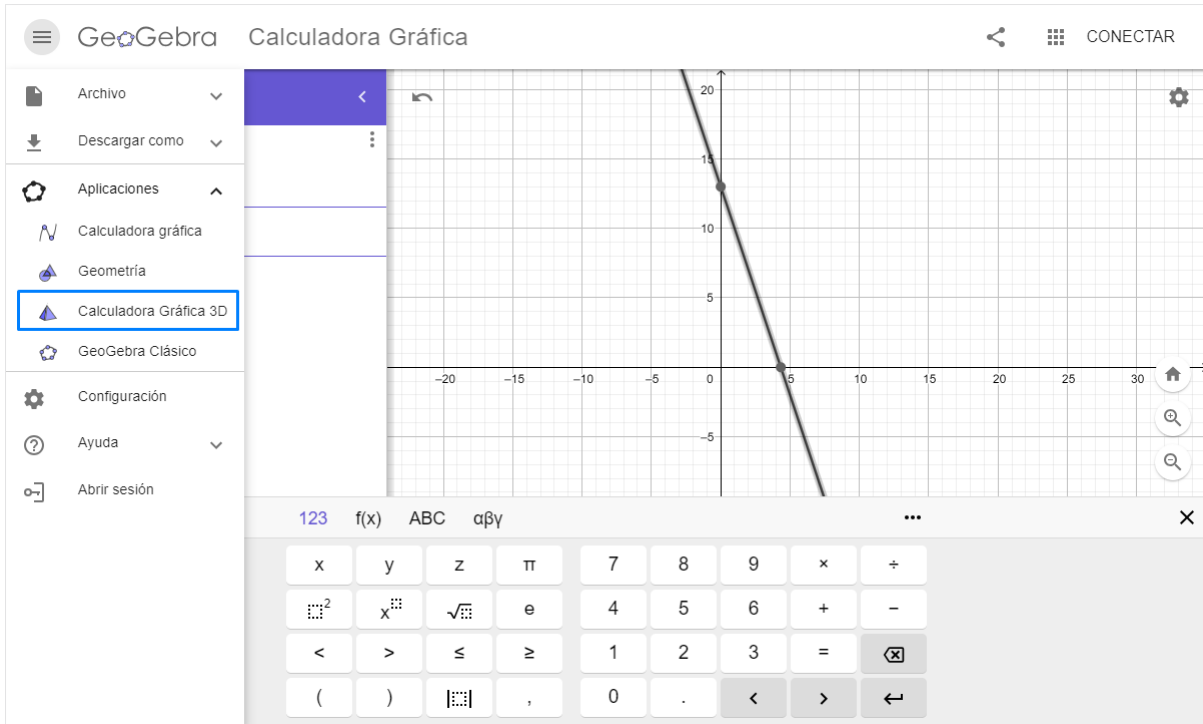 GeoGebra Calculadora Gráfica CONECTAR
Archivo
Descargar como
Aplicaciones
Calculadora gráfica
Geometría
Calculadora Gráfica 3D
GeoGebra Clásico
Configuración
Ayuda
Abrir sesión
20
15
10
5
−20 −15 −10 −5 0 5 10 15 20 25 30
−5
123 f(x) ABC αβγ ...
x y z π 7 8 9 × ÷
² x √ e 4 5 6 + −
< > ≤ ≥ 1 2 3 =
( ) | | , 0 . < >